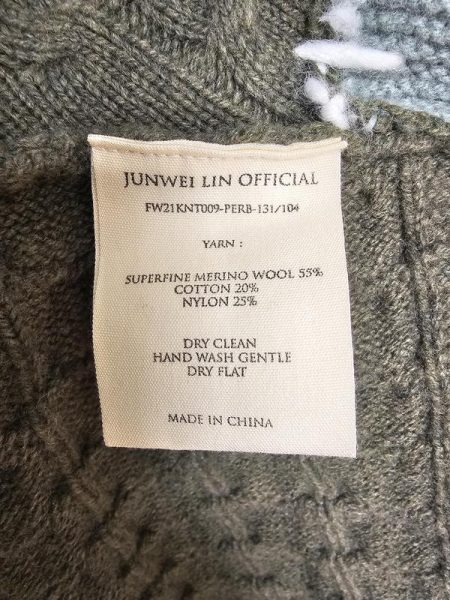 JUNWEI LIN OFFICIAL
FW21KNT009-PERB-131/104
YARN :
SUPERFINE MERINO WOOL 55%
COTTON 20%
NYLON 25%
DRY CLEAN
HAND WASH GENTLE
DRY FLAT
MADE IN CHINA